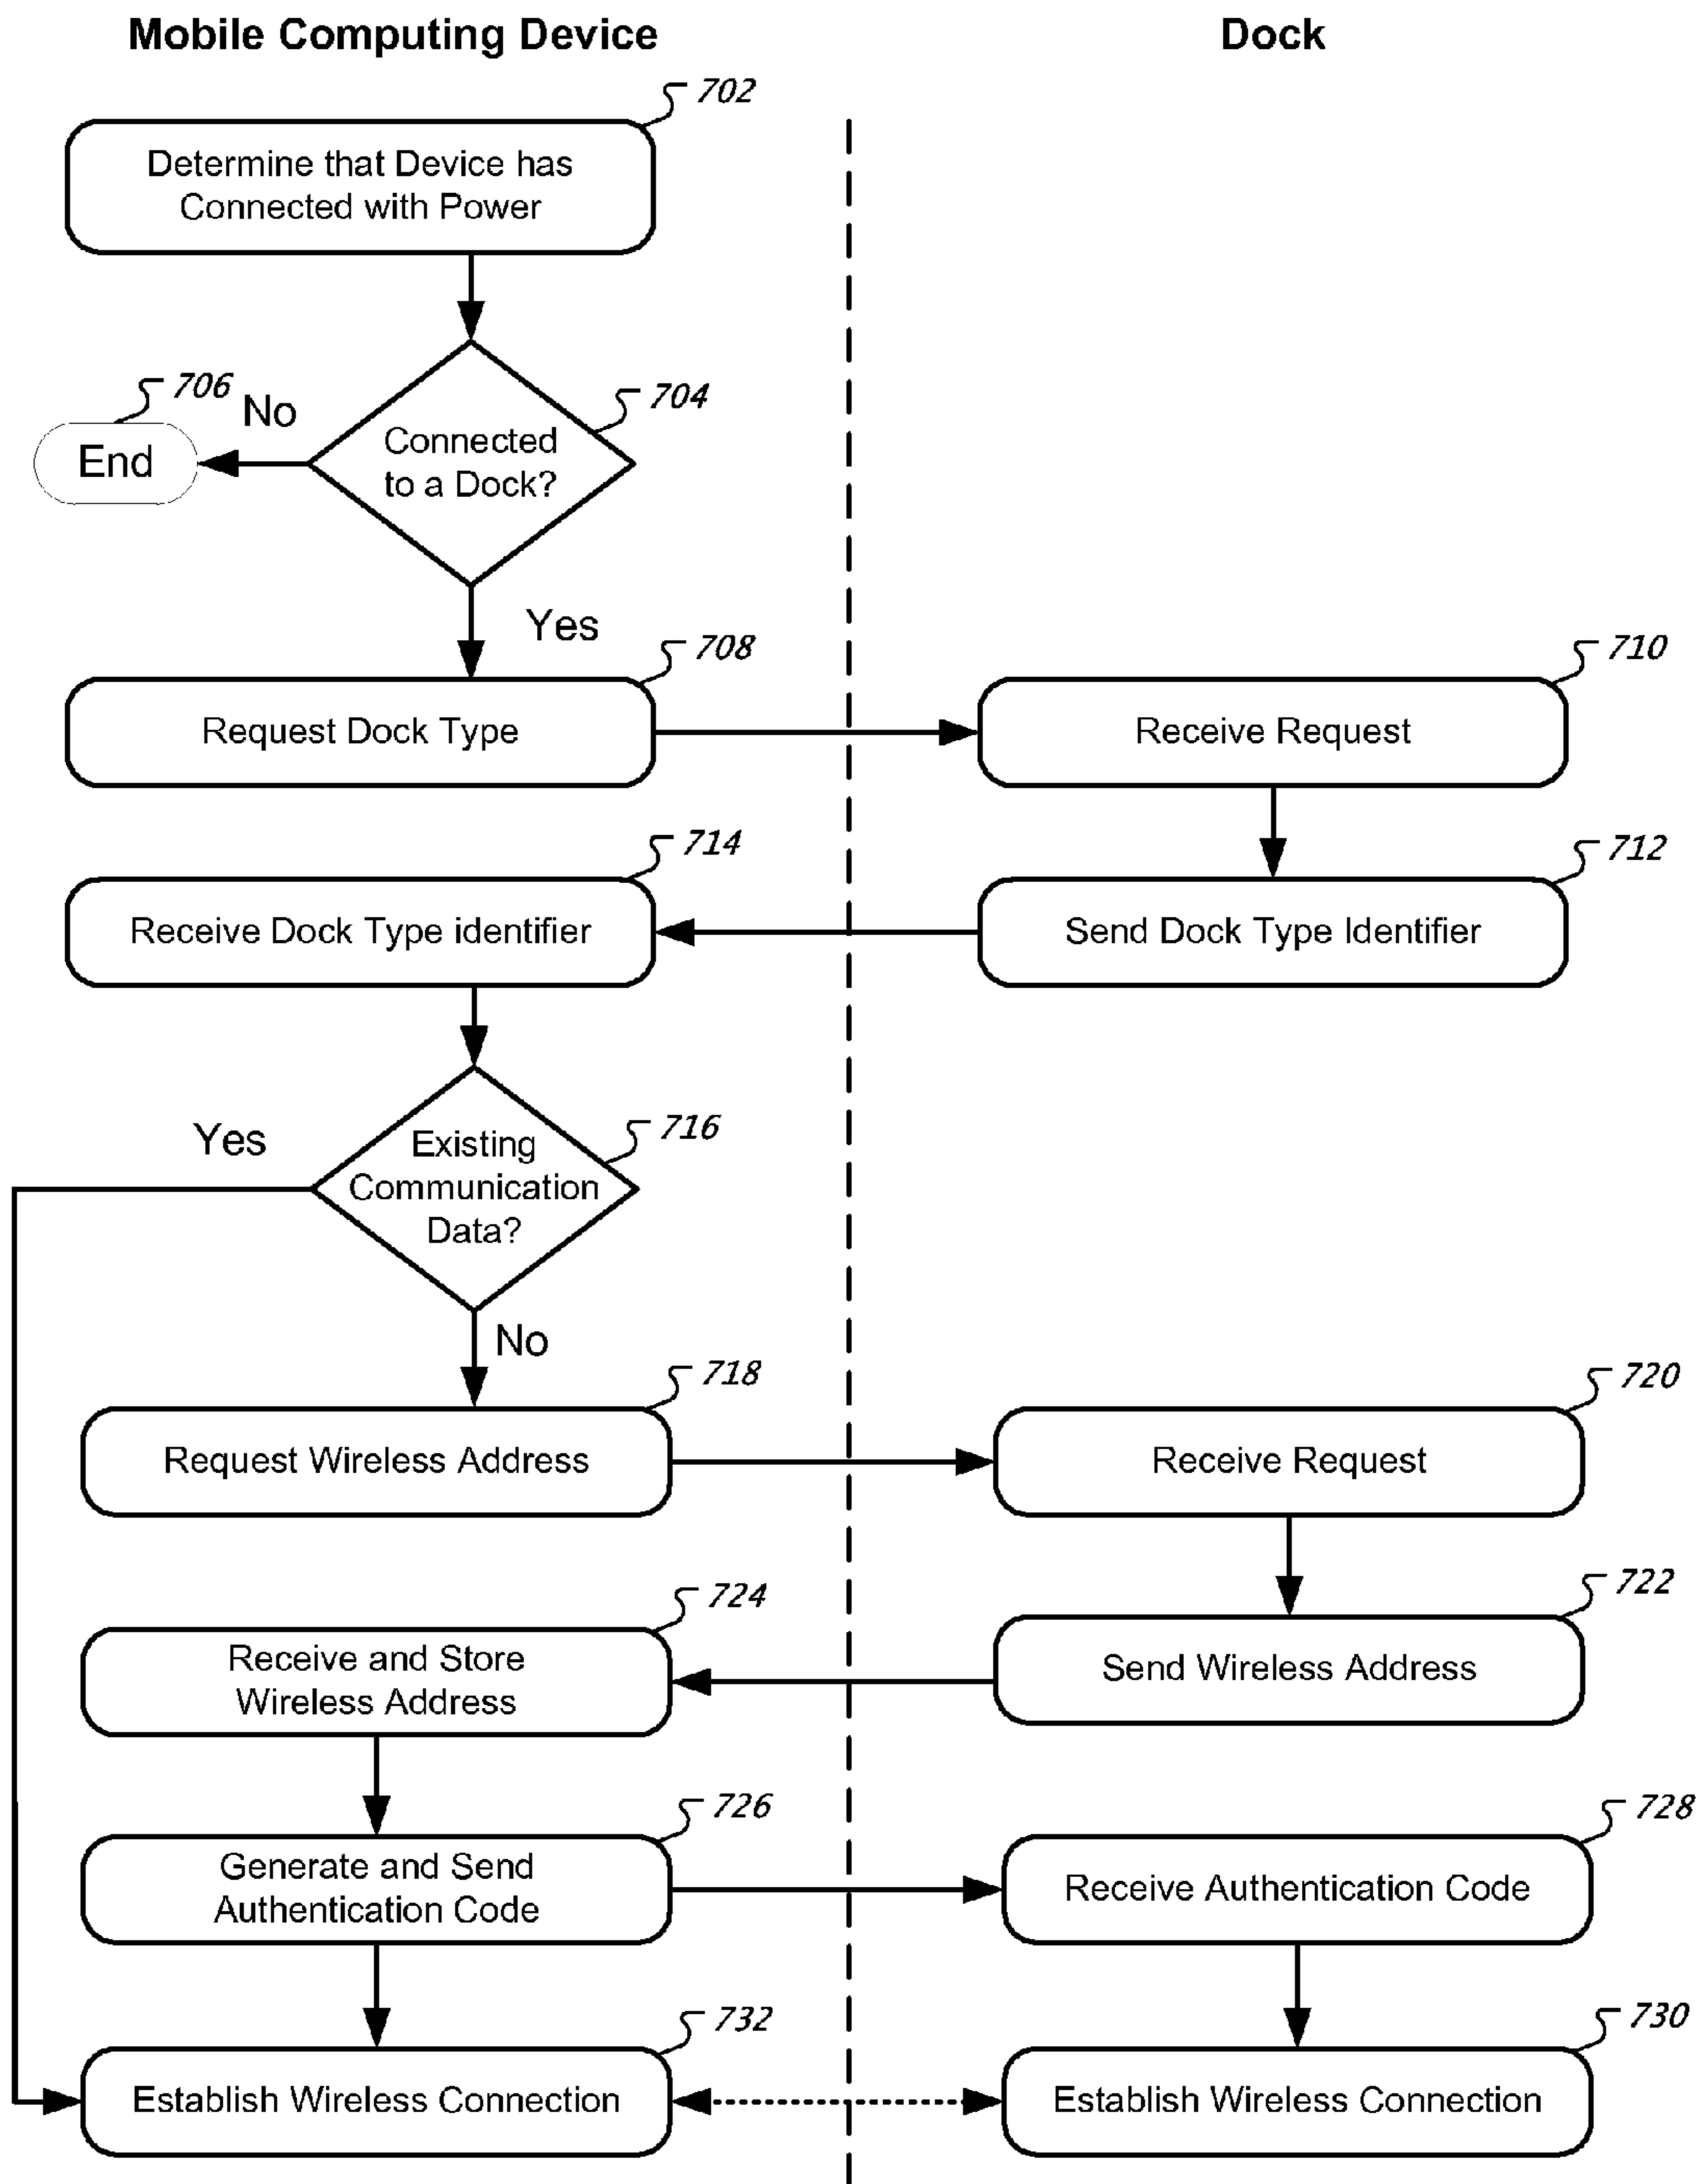 Mobile Computing Device
Dock
702
Determine that Device has
Connected with Power
706
No
704
End
Connected
to a Dock?
Yes
708
710
Request Dock Type
Receive Request
714
712
Receive Dock Type identifier
Send Dock Type Identifier
Yes
716
Existing
Communication
Data?
No
718
720
Request Wireless Address
Receive Request
724
722
Receive and Store
Wireless Address
Send Wireless Address
726
728
Generate and Send
Authentication Code
Receive Authentication Code
732
730
Establish Wireless Connection
Establish Wireless Connection